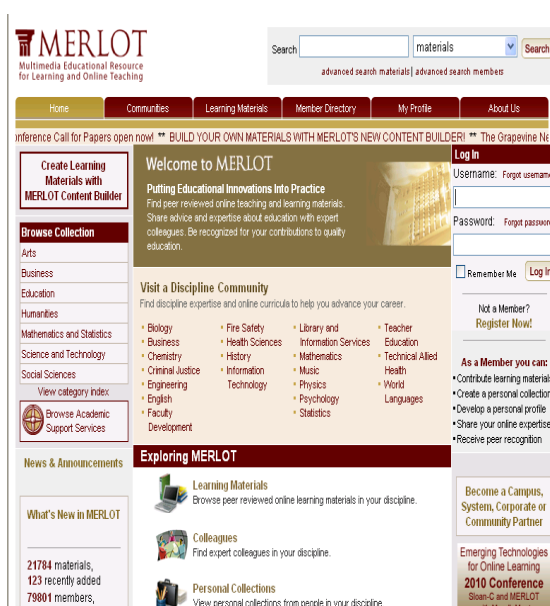 MERLOT
Multimedia Educational Resource
for Learning and Online Teaching
Search
materials
Search
advanced search materials| advanced search members
Home
Communities
Learning Materials
Member Directory
My Profile
About Us
onference Call for Papers open now! ** BUILD YOUR OWN MATERIALS WITH MERLOT'S NEW CONTENT BUILDER! ** The Grapevine Ne
Create Learning
Materials with
MERLOT Content Builder
Browse Collection
Arts
Business
Education
Humanities
Mathematics and Statistics
Science and Technology
Social Sciences
View category index
Browse Academic
Support Services
News & Announcements
What's New in MERLOT
21784 materials,
123 recently added
79801 members,
Welcome to MERLOT
Putting Educational Innovations Into Practice
Find peer reviewed online teaching and learning materials.
Share advice and expertise about education with expert
colleagues. Be recognized for your contributions to quality
education.
Visit a Discipline Community
Find discipline expertise and online curricula to help you advance your career.
• Biology
• Business
• Chemistry
• Criminal Justice
• Engineering
• English
• Faculty
Development
• Fire Safety
• Health Sciences
• History
• Information
Technology
• Library and
Information Services
• Mathematics
• Music
• Physics
• Psychology
• Statistics
• Teacher
Education
• Technical Allied
Health
• World
Languages
Exploring MERLOT
Learning Materials
Browse peer reviewed online learning materials in your discipline.
Colleagues
Find expert colleagues in your discipline.
Personal Collections
View personal collections from people in your discipline
Log In
Username: Forgot username
Password: Forgot password
Remember Me
Log In
Not a Member?
Register Now!
As a Member you can:
•Contribute learning materials
•Create a personal collection
•Develop a personal profile
•Share your online expertise
•Receive peer recognition
Become a Campus,
System, Corporate or
Community Partner
Emerging Technologies
for Online Learning
2010 Conference
Sloan-C and MERLOT